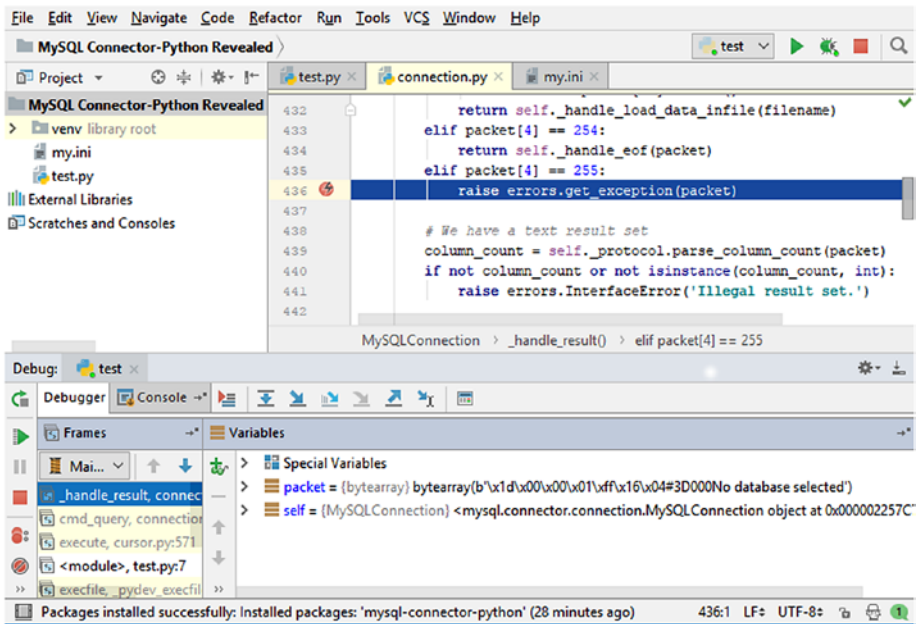 File Edit View Navigate Code Refactor Run Tools VCS Window Help
MySQL Connector-Python Revealed
test
Project
test.py
connection.py
my.ini
MySQL Connector-Python Revealed
venv library root
my.ini
test.py
External Libraries
Scratches and Consoles
432 return self._handle_load_data_infile(filename)
433 elif packet[4] == 254:
434 return self._handle_eof(packet)
435 elif packet[4] == 255:
436 raise errors.get_exception(packet)
437
438 # We have a text result set
439 column_count = self._protocol.parse_column_count(packet)
440 if not column_count or not isinstance(column_count, int):
441 raise errors.InterfaceError('Illegal result set.')
442
MySQLConnection > _handle_result() > elif packet[4] == 255
Debug: test
Debugger Console
Frames Variables
Mai...
_handle_result, connec
cmd_query, connection
execute, cursor.py:571
<module>, test.py:7
execfile, _pydev_execfil
Special Variables
packet = {bytearray} bytearray(b'\x1d\x00\x00\x01\xff\x16\x04#3D000No database selected')
self = {MySQLConnection} <mysql.connector.connection.MySQLConnection object at 0x000002257C
Packages installed successfully: Installed packages: 'mysql-connector-python' (28 minutes ago) 436:1 LF UTF-8 1